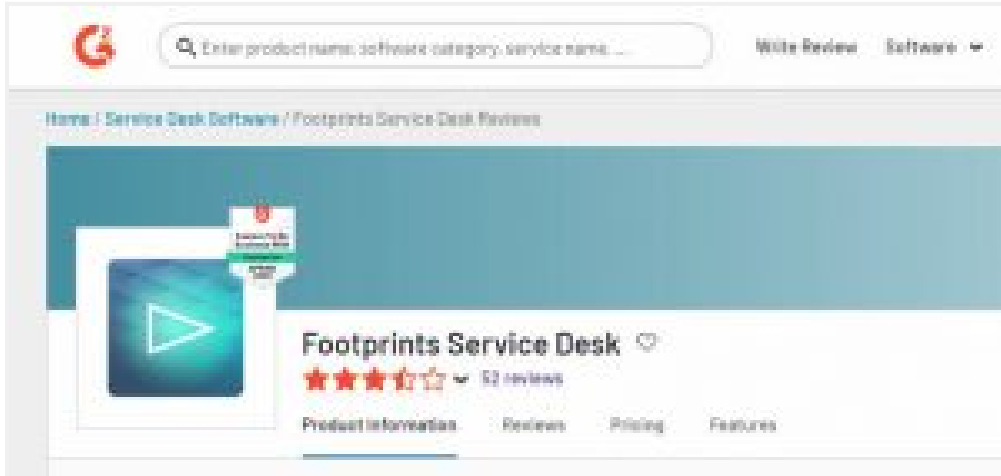 Enter product name, software category, service name, ...
Write Review
Software
Home / Service Desk Software / Footprints Service Desk Reviews
Footprints Service Desk
52 reviews
Product Information
Reviews
Pricing
Features